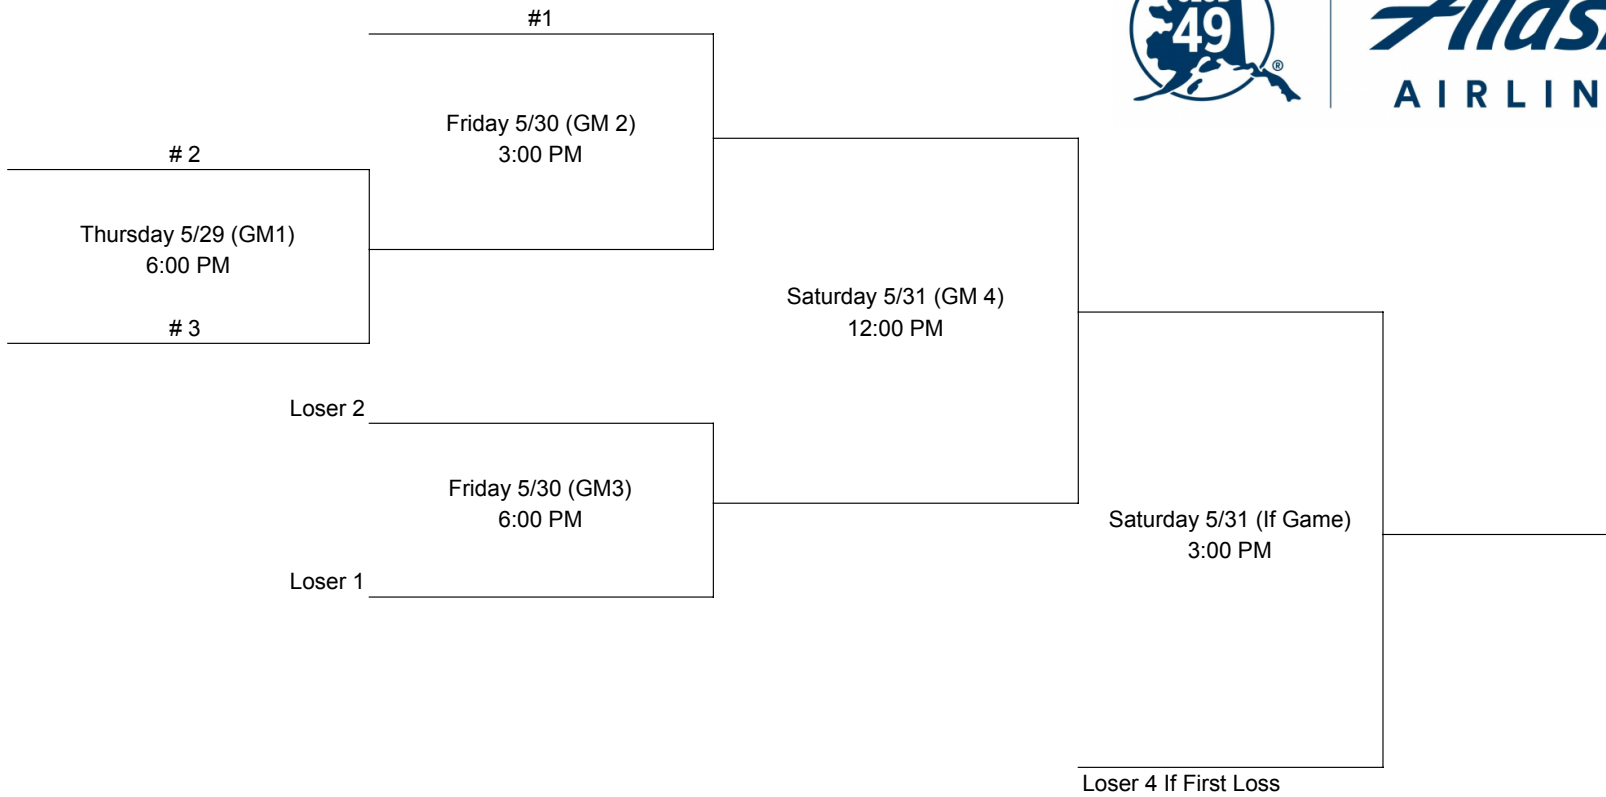 #1
49
®
AIRLIN
Friday 5/30 (GM 2)
3:00 PM
# 2
Thursday 5/29 (GM1)
6:00 PM
# 3
Saturday 5/31 (GM 4)
12:00 PM
Loser 2
Friday 5/30 (GM3)
6:00 PM
Saturday 5/31 (If Game)
3:00 PM
Loser 1
Loser 4 If First Loss